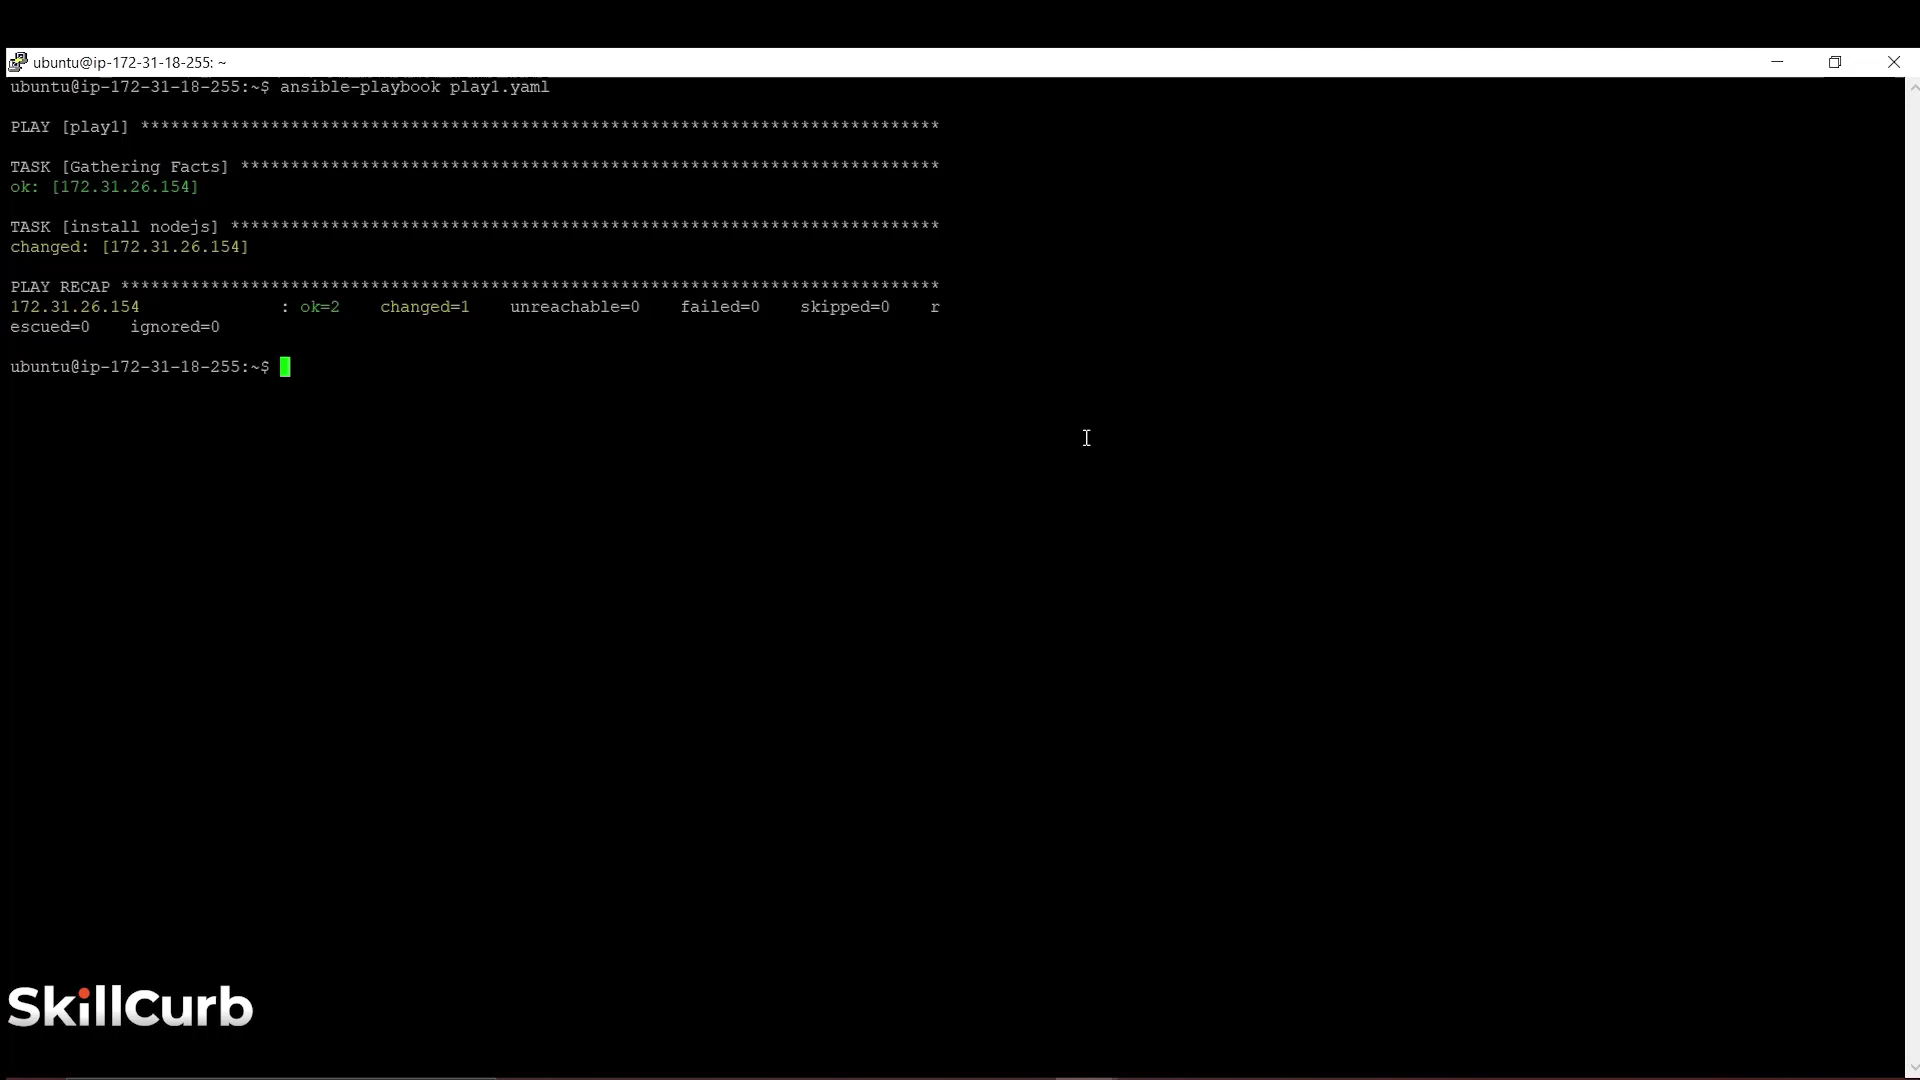 ubuntu@ip-172-31-18-255: ~
ubuntu@ip-172-31-18-255:~$ ansible-playbook play1.yaml
PLAY [play1] ********************************************************************************
TASK [Gathering Facts] **********************************************************************
ok: [172.31.26.154]
TASK [install nodejs] ***********************************************************************
changed: [172.31.26.154]
PLAY RECAP **********************************************************************************
172.31.26.154              : ok=2    changed=1    unreachable=0    failed=0    skipped=0    r
escued=0    ignored=0
ubuntu@ip-172-31-18-255:~$
SkillCurb